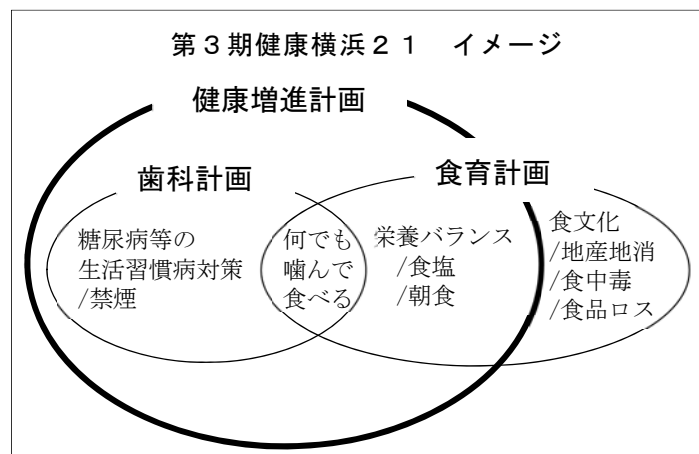 第３期健康横浜２１　イメージ
健康増進計画
歯科計画
食育計画
糖尿病等の
生活習慣病対策
/禁煙
何でも
噛んで
食べる
栄養バランス
/食塩
/朝食
食文化
/地産地消
/食中毒
/食品ロス